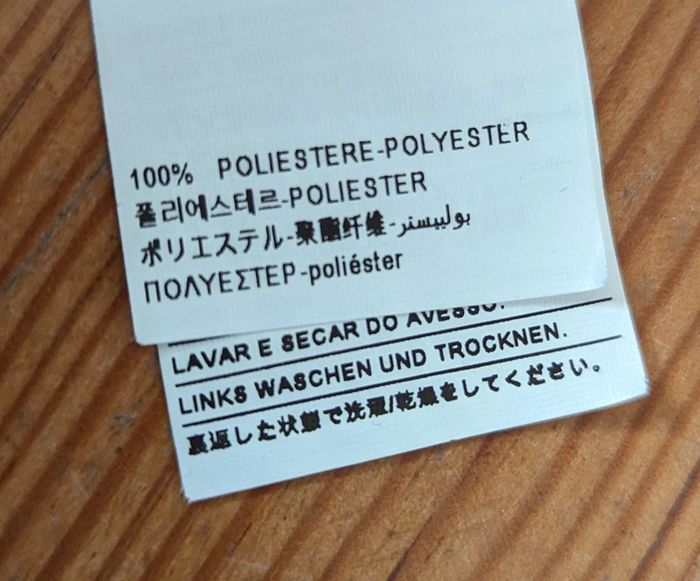 100% POLIESTERE-POLYESTER
폴리에스테르-POLIESTER
ポリエステル-聚酯纤维-بوليستر
ΠΟΛΥΕΣΤΕΡ-poliéster
LAVAR E SECAR DO AVESSO.
LINKS WASCHEN UND TROCKNEN.
裏返した状態で洗濯/乾燥をしてください。